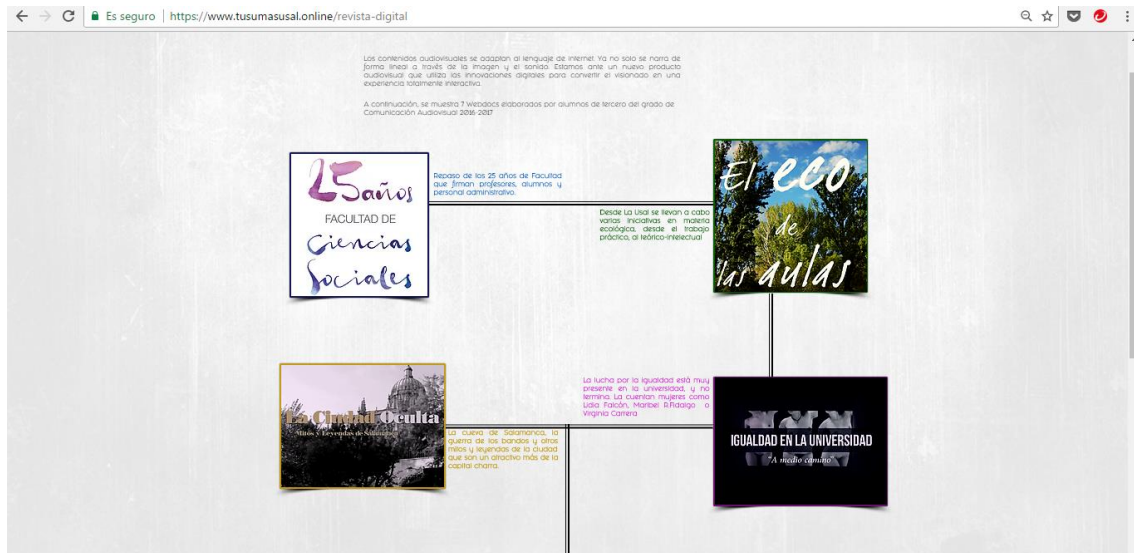 Es seguro | https://www.tusumasusal.online/revista-digital
Los contenidos audiovisuales se adaptan al lenguaje de internet. Ya no solo se narra de
forma lineal a través de la imagen y el sonido. Estamos ante un nuevo producto
audiovisual que utiliza las innovaciones digitales para convertir el visionado en una
experiencia totalmente interactiva.
A continuación, se muestra 7 Webdocs elaborados por alumnos de tercero del grado de
Comunicación Audiovisual 2016-2017
25 años
FACULTAD DE
Ciencias
Sociales
Repaso de los 25 años de Facultad
que firman profesores, alumnos y
personal administrativo.
Desde La Usal se llevan a cabo
varias iniciativas en materia
ecológica, desde el trabajo
práctico, al teórico-intelectual
El eco
de
las aulas
La Ciudad Oculta
Mitos y Leyendas de Salamanca
La cueva de Salamanca, la
guerra de los bandos y otros
mitos y leyendas de la ciudad
que son un atractivo más de la
capital charra.
La lucha por la igualdad está muy
presente en la universidad, y no
termina. La cuentan mujeres como
Lidia Falcón, Maribel R.Fidalgo o
Virginia Carrera
IGUALDAD EN LA UNIVERSIDAD
"A medio camino"